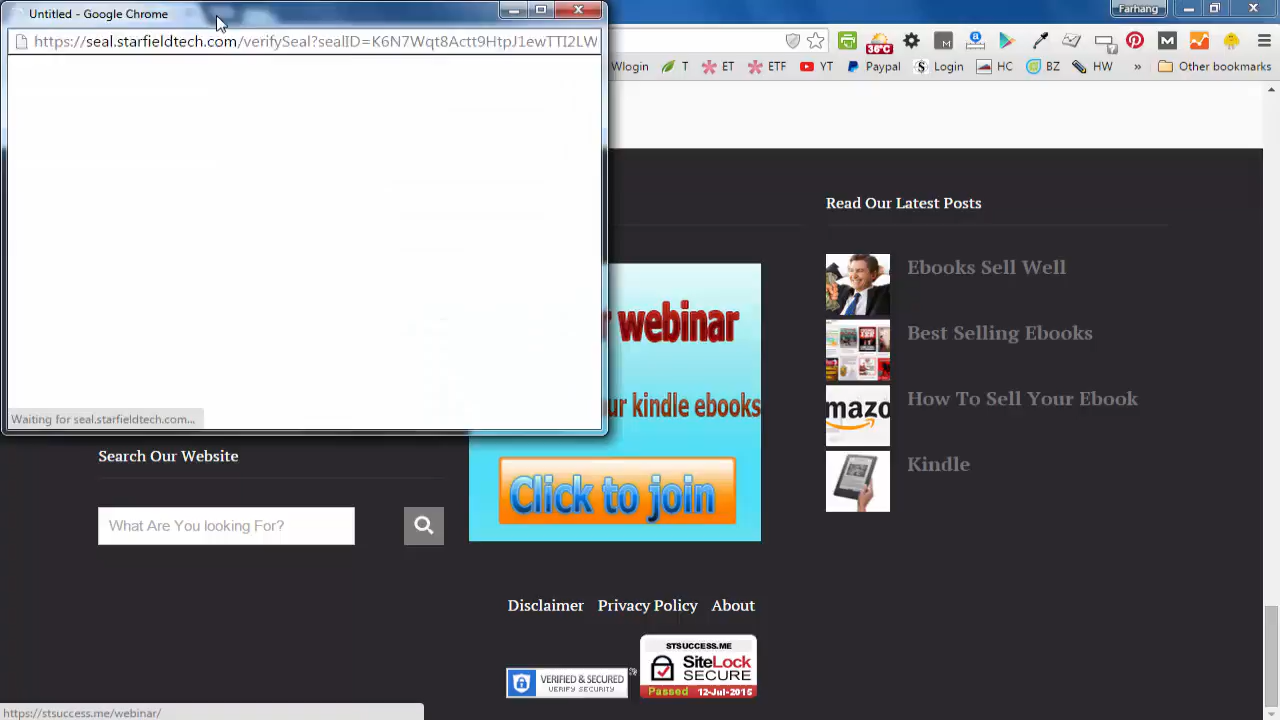 Untitled - Google Chrome
Farhang
https://seal.starfieldtech.com/verifySeal?sealID=K6N7Wqt8Actt9HtpJ1ewTTI2LW
36°C
Wlogin
T
ET
ETF
YT
Paypal
Login
HC
BZ
HW
»
Other bookmarks
Waiting for seal.starfieldtech.com...
Read Our Latest Posts
Ebooks Sell Well
Best Selling Ebooks
How To Sell Your Ebook
Kindle
webinar
ur kindle ebooks
Click to join
Search Our Website
What Are You looking For?
Disclaimer Privacy Policy About
VERIFIED & SECURED
VERIFY SECURITY
STSUCCESS.ME
SiteLock
SECURE
Passed 12-Jul-2015
https://stsuccess.me/webinar/